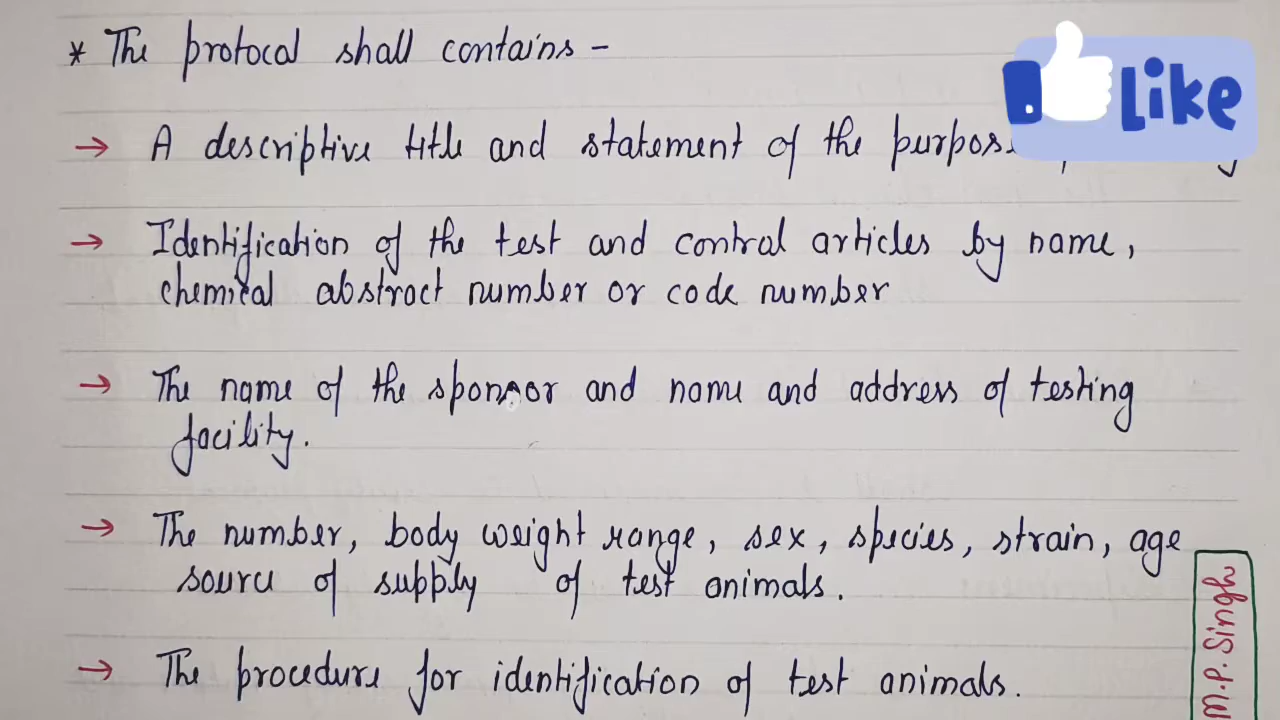 * The protocal shall contains -
Like
→ A descriptive title and statement of the purpos
→ Identification of the test and contral articles by name,
chemical abstract number or code number
→ The name of the sponsor and name and address of testing
facility.
→ The number, body weight range, sex, species, strain, age
source of supply of test animals.
→ The procedure for identification of test animals.
M.P. Singh